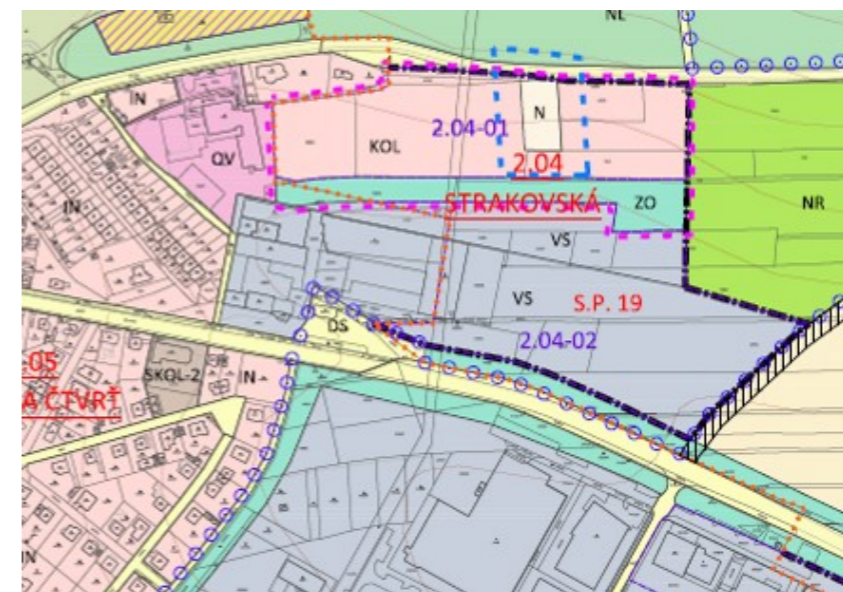 NL
IN
N
2.04-01
KOL
OV
2.04
IN
ZO
NR
STRAKOVSKÁ
VS
VS
S.P. 19
DS
2.04-02
.05
SKOL-2
IN
A ČTVRŤ
IN